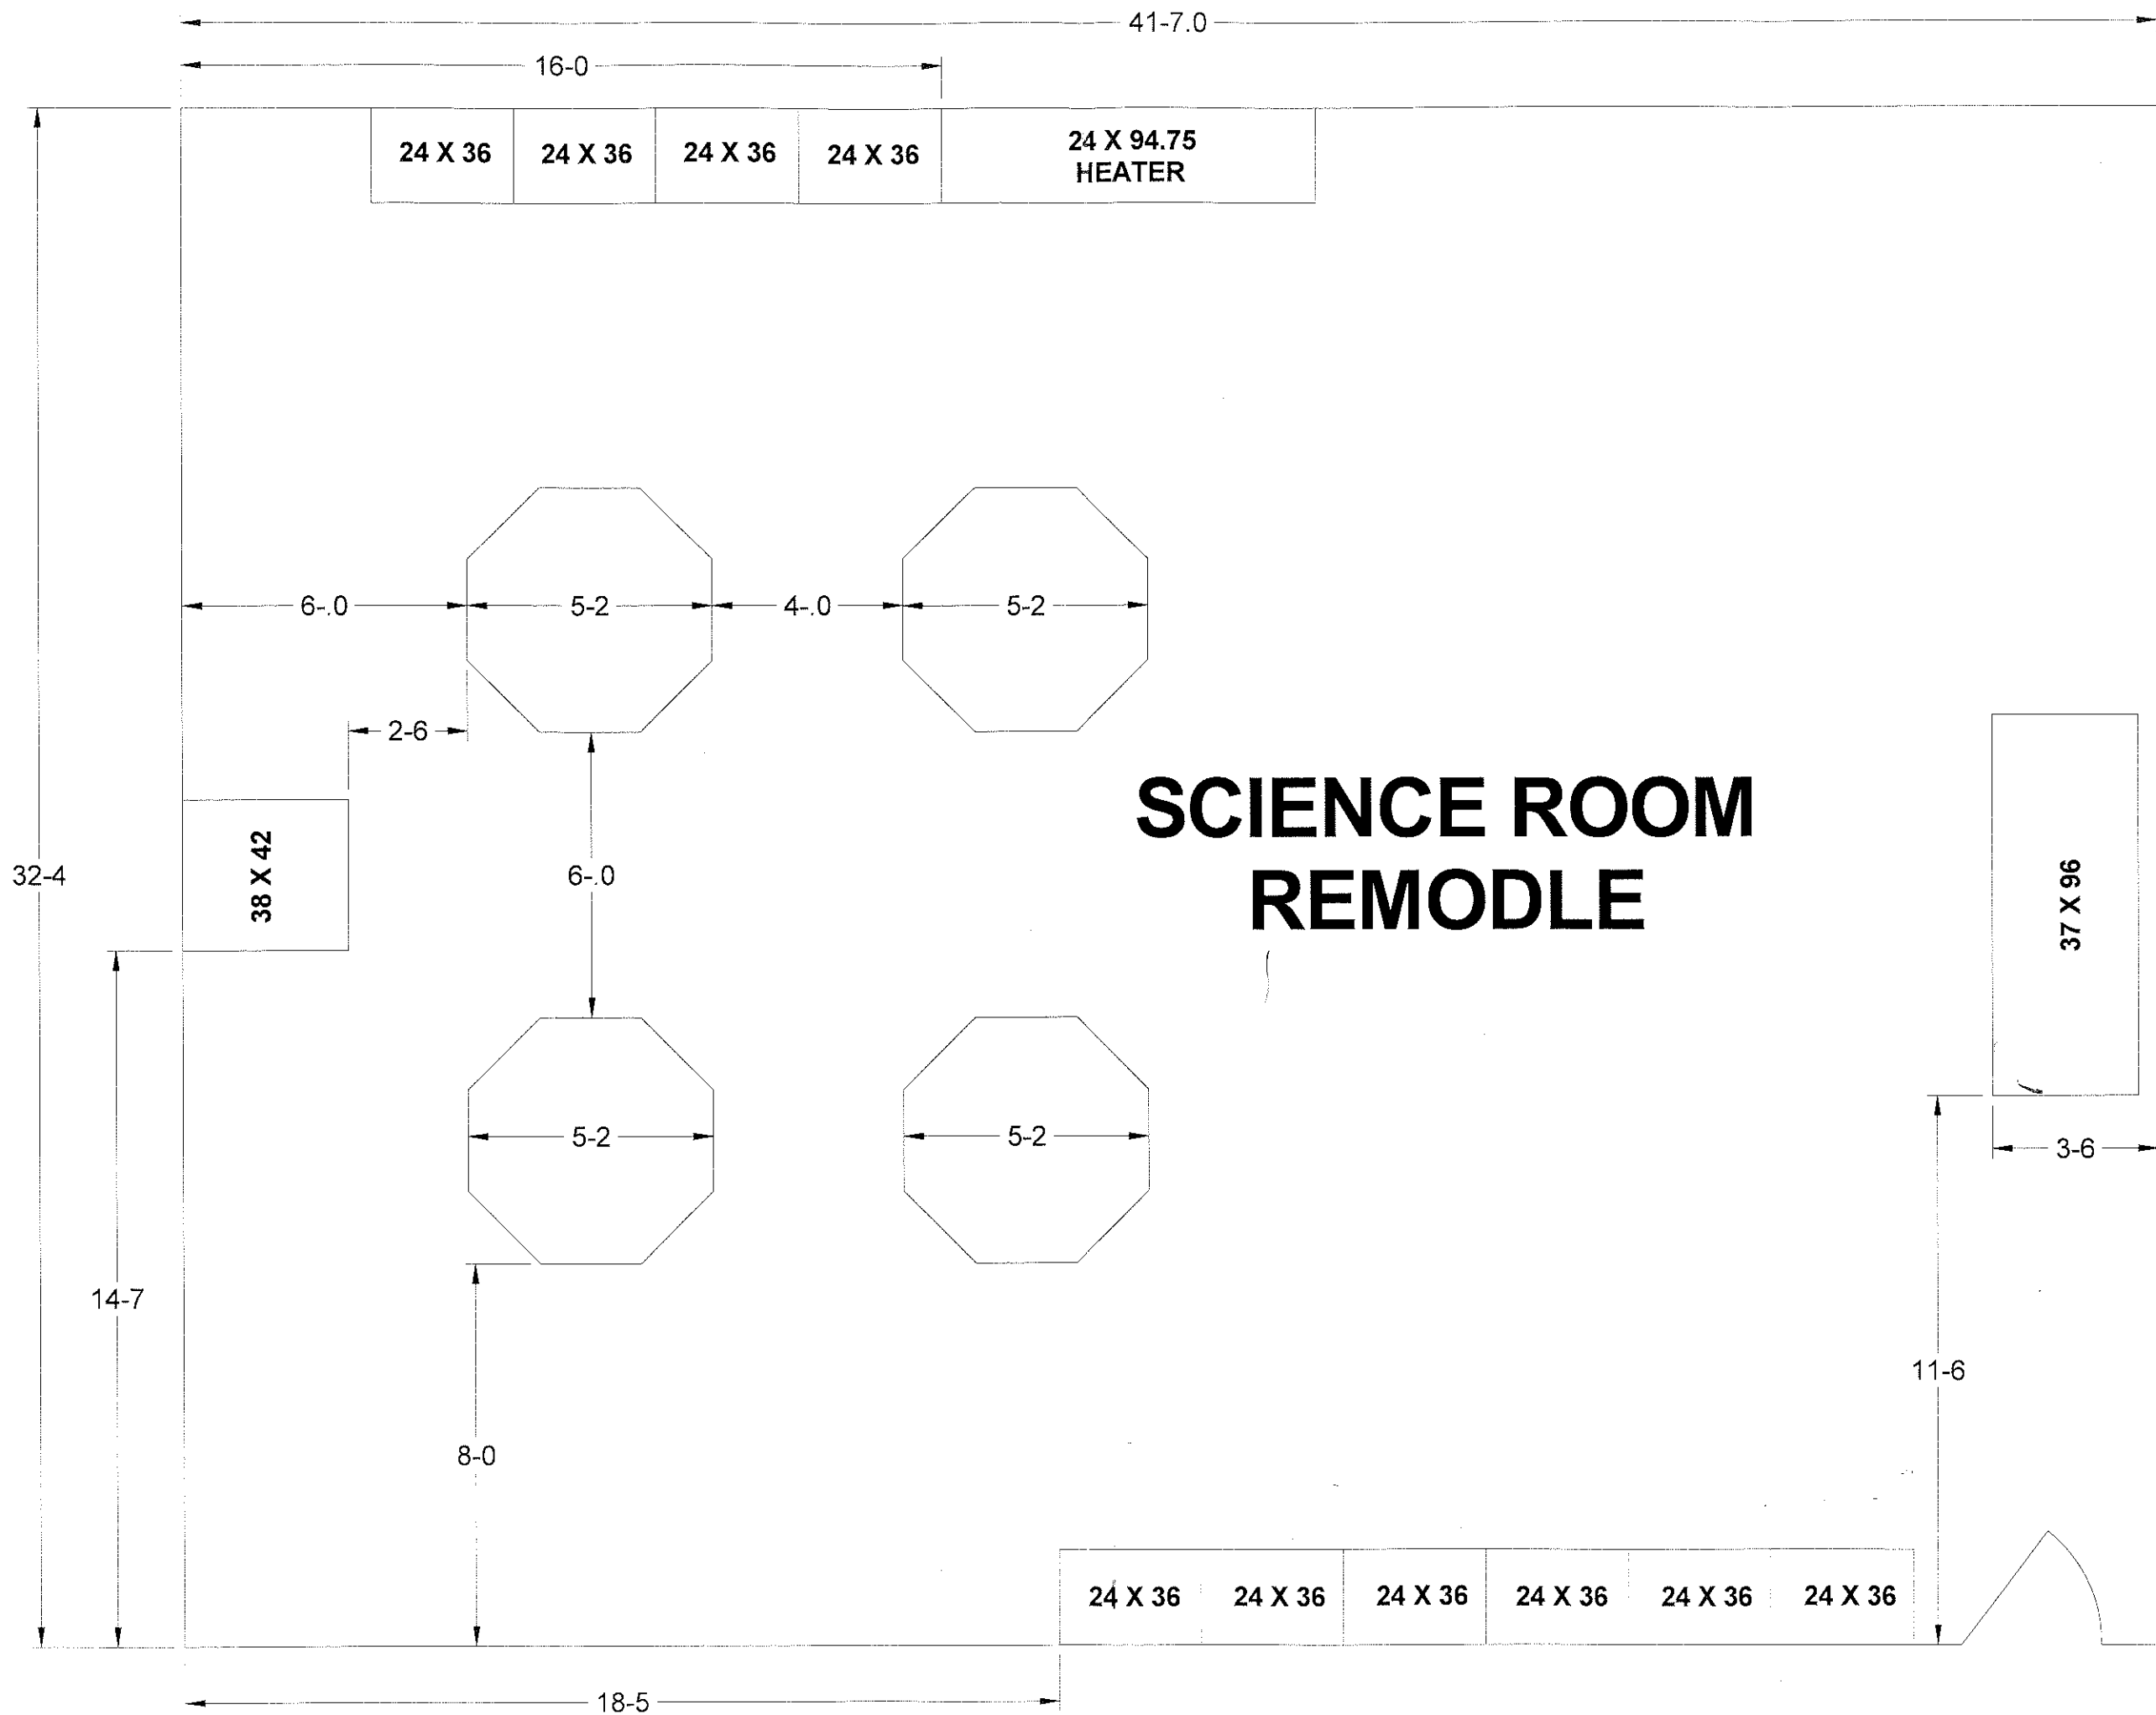 41-7.0
16-0
24 X 36
24 X 36
24 X 36
24 X 36
24 X 94.75
HEATER
6-.0
5-2
4-.0
5-2
2-6
SCIENCE ROOM
REMODLE
38 X 42
32-4
6-.0
37 X 96
5-2
5-2
3-6
14-7
11-6
8-0
24 X 36
24 X 36
24 X 36
24 X 36
24 X 36
24 X 36
18-5